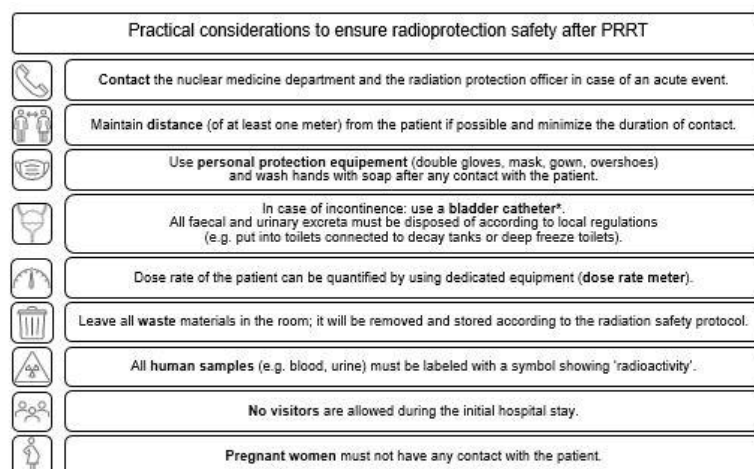 Practical considerations to ensure radioprotection safety after PRRT
Contact the nuclear medicine department and the radiation protection officer in case of an acute event.
Maintain distance (of at least one meter) from the patient if possible and minimize the duration of contact.
Use personal protection equipement (double gloves, mask, gown, overshoes)
and wash hands with soap after any contact with the patient.
In case of incontinence: use a bladder catheter*.
All faecal and urinary excreta must be disposed of according to local regulations
(e.g. put into toilets connected to decay tanks or deep freeze toilets).
Dose rate of the patient can be quantified by using dedicated equipment (dose rate meter).
Leave all waste materials in the room; it will be removed and stored according to the radiation safety protocol.
All human samples (e.g. blood, urine) must be labeled with a symbol showing 'radioactivity'.
No visitors are allowed during the initial hospital stay.
Pregnant women must not have any contact with the patient.